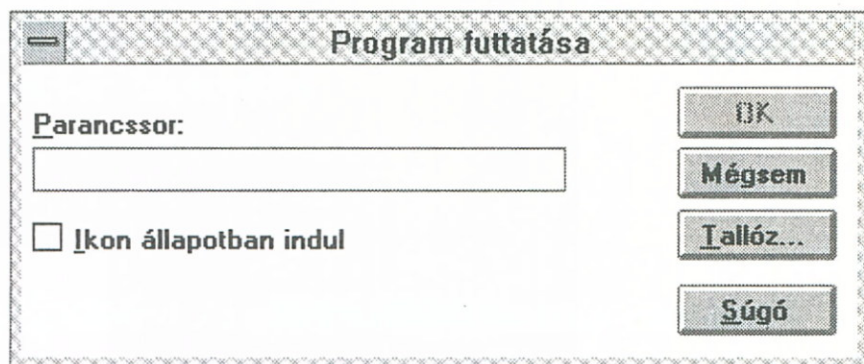 Program futtatása
Parancssor:
OK
Mégsem
Ikon állapotban indul
Tallóz...
Súgó